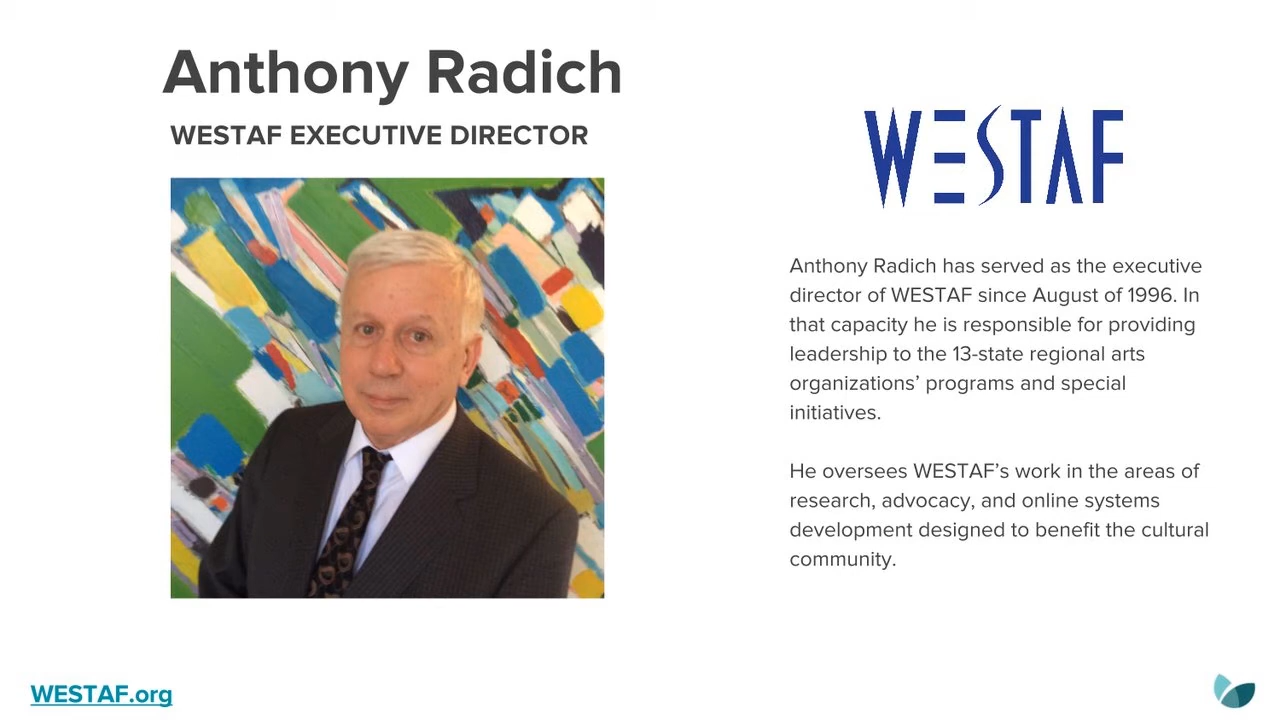 Anthony Radich
WESTAF EXECUTIVE DIRECTOR
WESTAF
Anthony Radich has served as the executive
director of WESTAF since August of 1996. In
that capacity he is responsible for providing
leadership to the 13-state regional arts
organizations’ programs and special
initiatives.
He oversees WESTAF’s work in the areas of
research, advocacy, and online systems
development designed to benefit the cultural
community.
WESTAF.org